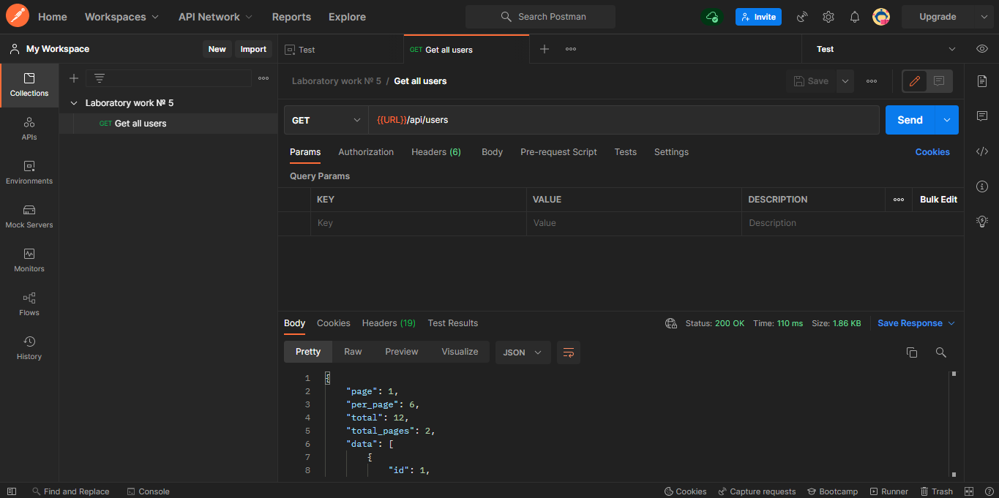 Home Workspaces API Network Reports Explore Search Postman Invite Upgrade
My Workspace New Import Test GET Get all users Test
Collections
Laboratory work № 5 / Get all users Save
Laboratory work № 5
GET Get all users
GET {{URL}}/api/users Send
APIs
Params Authorization Headers (6) Body Pre-request Script Tests Settings Cookies
Environments
Query Params
KEY VALUE DESCRIPTION Bulk Edit
Key Value Description
Mock Servers
Monitors
Flows
History
Body Cookies Headers (19) Test Results Status: 200 OK Time: 110 ms Size: 1.86 KB Save Response
Pretty Raw Preview Visualize JSON
1 {
2 "page": 1,
3 "per_page": 6,
4 "total": 12,
5 "total_pages": 2,
6 "data": [
7 {
8 "id": 1,
Find and Replace Console Cookies Capture requests Bootcamp Runner Trash